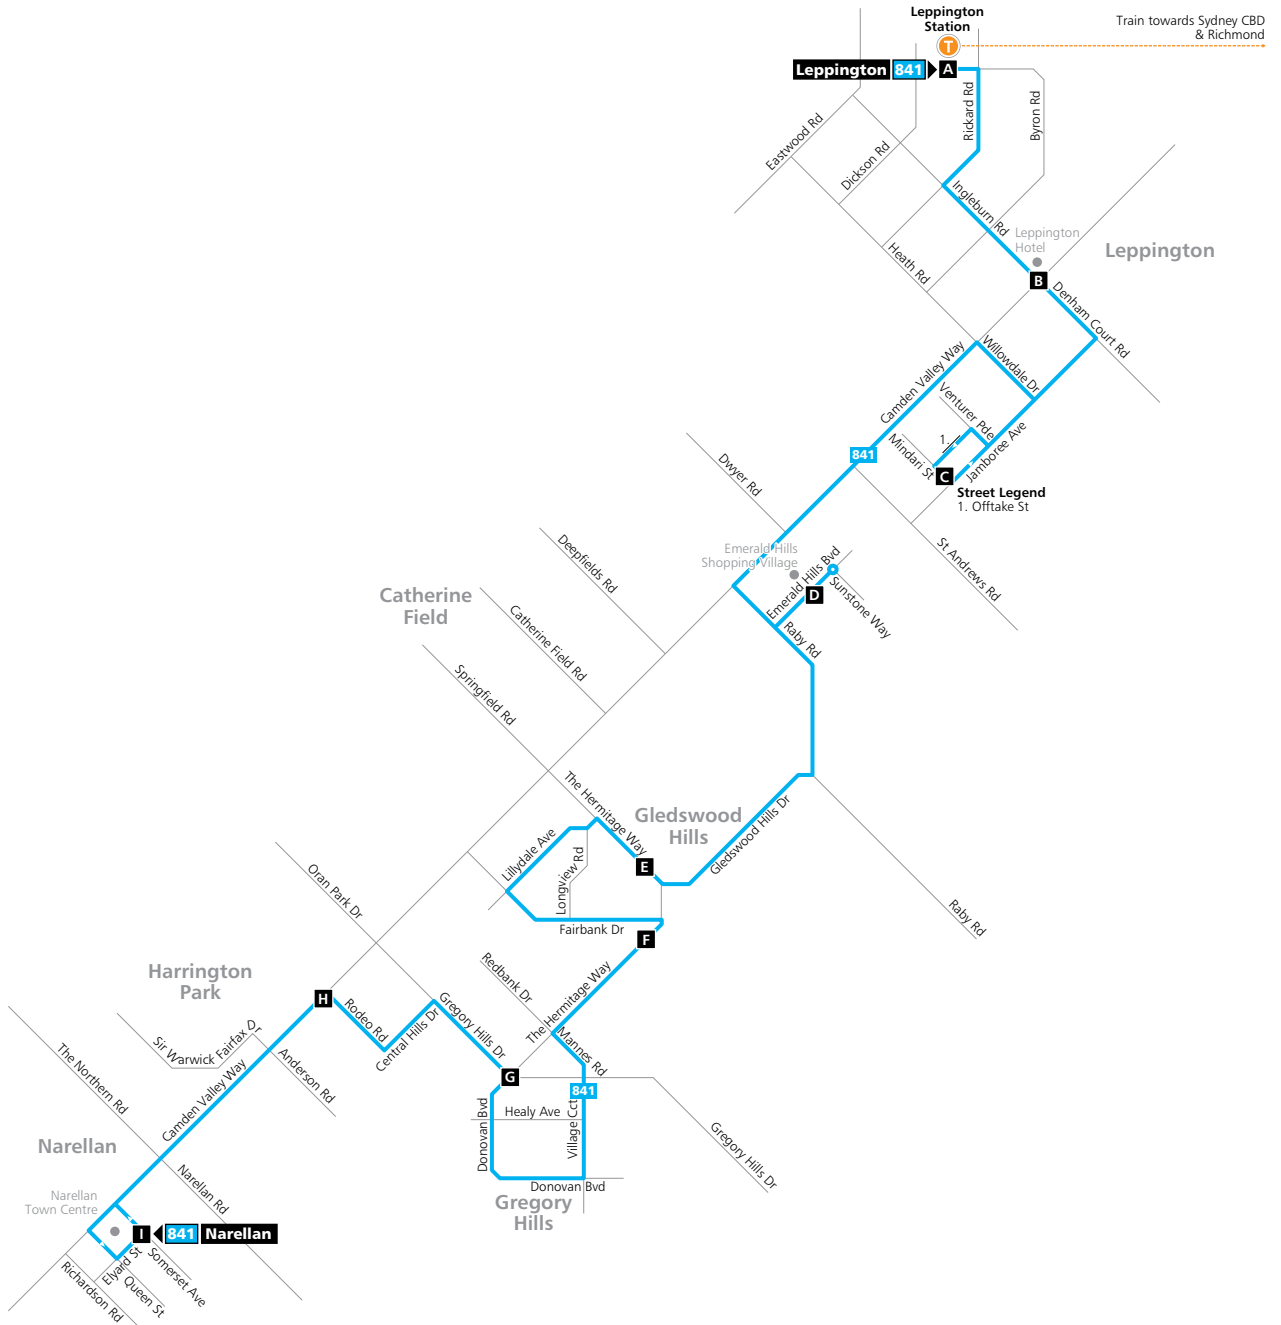 Leppington
Station
T
Train towards Sydney CBD
& Richmond
Leppington 841
A
Rickard Rd
Byron Rd
Eastwood Rd
Dickson Rd
Ingleburn Rd
Leppington
Hotel
Leppington
Heath Rd
B
Denham Court Rd
Willowdale Dr
Camden Valley Way
Venturer Pde
1.
Mindari St
Jamboree Ave
841
C
Street Legend
1. Offtake St
Dwyer Rd
St Andrews Rd
Emerald Hills
Shopping Village
Emerald Hills Bvd
D
Sunstone Way
Raby Rd
Deepfields Rd
Catherine
Field
Catherine Field Rd
Springfield Rd
The Hermitage Way
Gledswood
Hills
Gledswood Hills Dr
Lillydale Ave
Longview Rd
E
Raby Rd
Fairbank Dr
F
Oran Park Dr
Redbank Dr
The Hermitage Way
Harrington
Park
H
Rodeo Rd
Central Hills Dr
Gregory Hills Dr
Mannes Rd
Sir Warwick Fairfax Dr
Anderson Rd
The Northern Rd
Camden Valley Way
G
841
Healy Ave
Donovan Bvd
Village Cct
Gregory Hills Dr
Narellan
Donovan Bvd
Gregory
Hills
Narellan Rd
Narellan
Town Centre
I
841 Narellan
Elyard St
Somerset Ave
Queen St
Richardson Rd